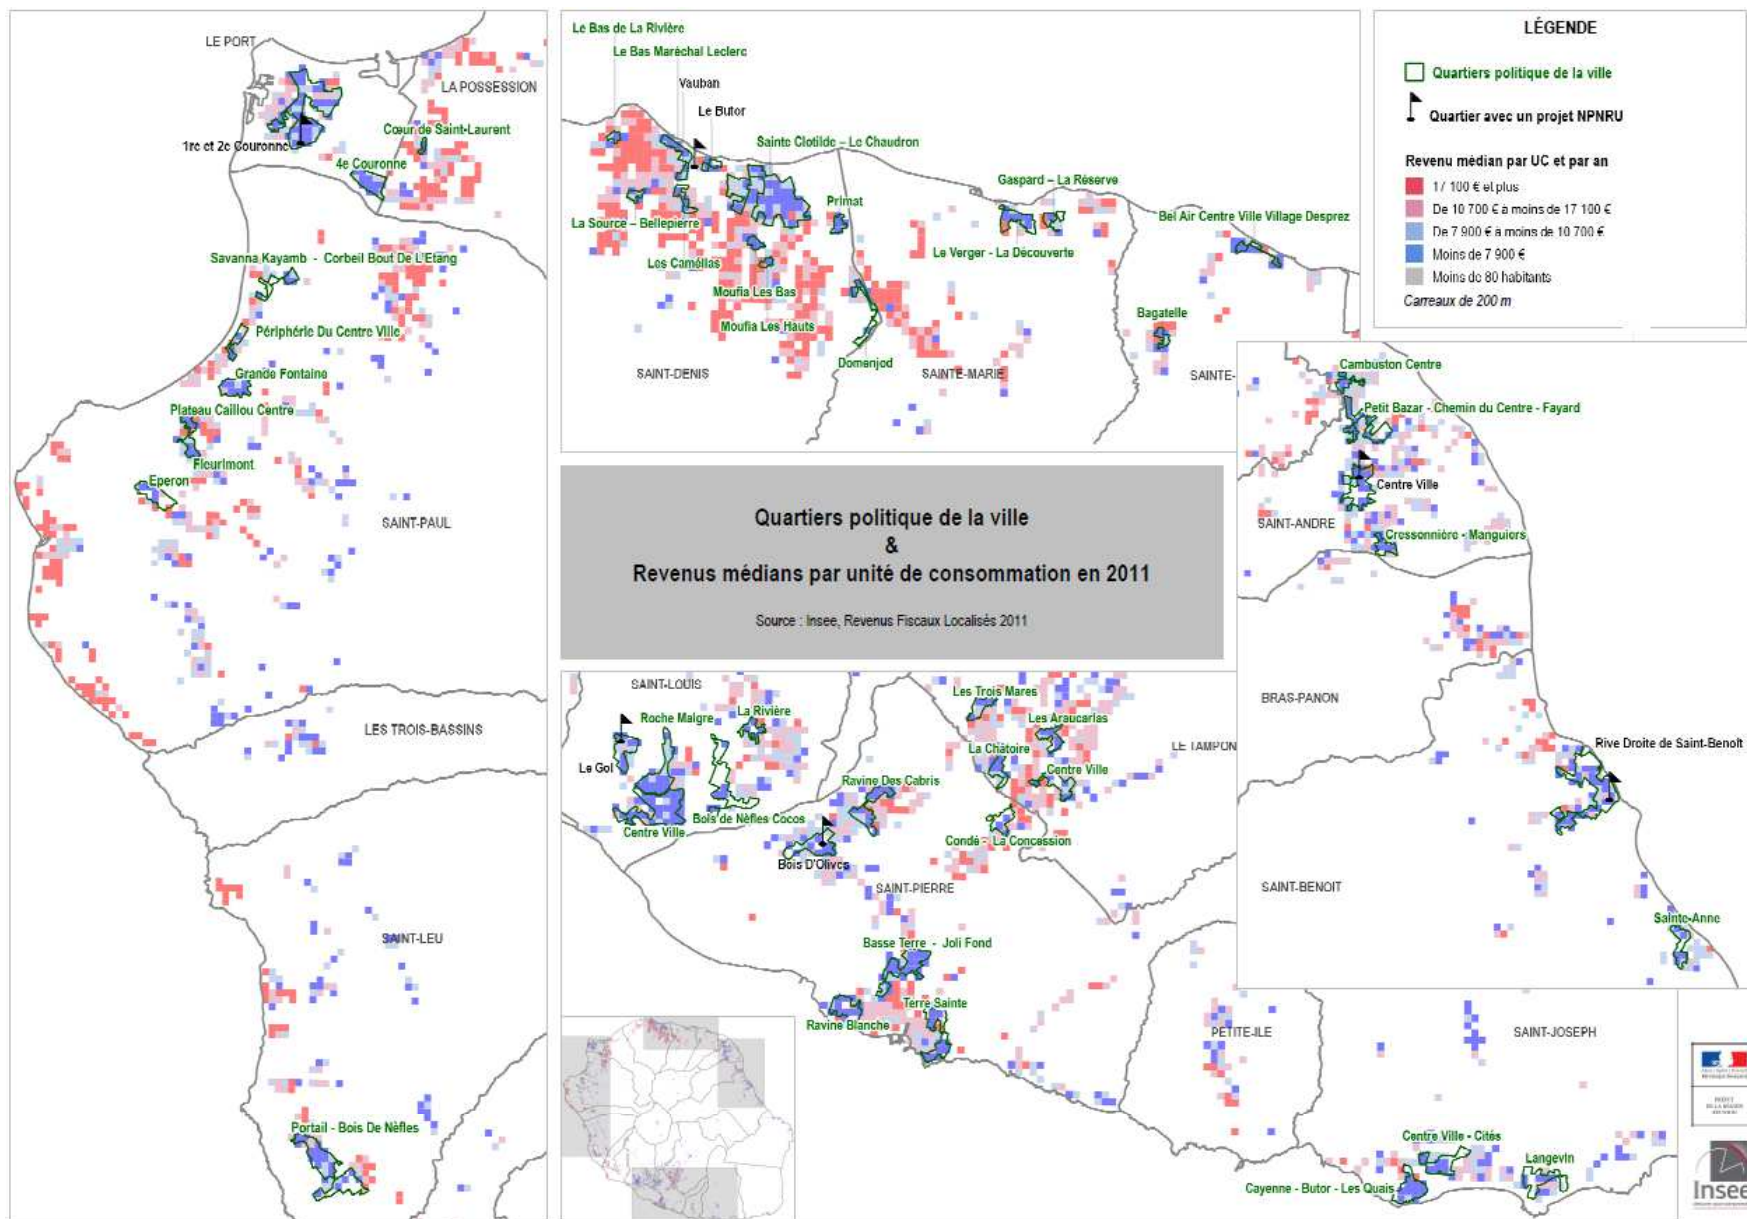 LE PORT
LA POSSESSION
Cœur de Saint-Laurent
1re et 2e Couronne
4e Couronne
Savanna Kayamb - Corbeil Bout De L'Etang
Périphérie Du Centre Ville
Grande Fontaine
Plateau Caillou Centre
Fleurimont
Eperon
SAINT-PAUL
LES TROIS-BASSINS
SAINT-LEU
Portail - Bois De Nèfles
Le Bas de La Rivière
Le Bas Maréchal Leclerc
Vauban
Le Butor
Sainte Clotilde – Le Chaudron
Gaspard – La Réserve
Primat
Bel Air Centre Ville Village Desprez
La Source – Bellepierre
Le Verger - La Découverte
Les Camélias
Moufia Les Bas
Bagatelle
Moufia Les Hauts
Domenjod
SAINT-DENIS
SAINTE-MARIE
SAINTE-
LÉGENDE
Quartiers politique de la ville
Quartier avec un projet NPNRU
Revenu médian par UC et par an
17 100 € et plus
De 10 700 € à moins de 17 100 €
De 7 900 € à moins de 10 700 €
Moins de 7 900 €
Moins de 80 habitants
Carreaux de 200 m
Cambuston Centre
Petit Bazar - Chemin du Centre - Fayard
Centre Ville
SAINT-ANDRE
Cressonnière - Manguiers
BRAS-PANON
Rive Droite de Saint-Benoît
SAINT-BENOIT
Sainte-Anne
Quartiers politique de la ville
&
Revenus médians par unité de consommation en 2011
Source : Insee, Revenus Fiscaux Localisés 2011
SAINT-LOUIS
Roche Maigre
La Rivière
Le Gol
Centre Ville
Bois de Nèfles Cocos
Les Trois Mares
Les Araucarias
La Châtoire
LE TAMPON
Centre Ville
Ravine Des Cabris
Condé - La Concession
Bois D'Olives
SAINT-PIERRE
Basse Terre - Joli Fond
Terre Sainte
Ravine Blanche
PETITE-ILE
SAINT-JOSEPH
Centre Ville - Cités
Langevin
Cayenne - Butor - Les Quais
Insee